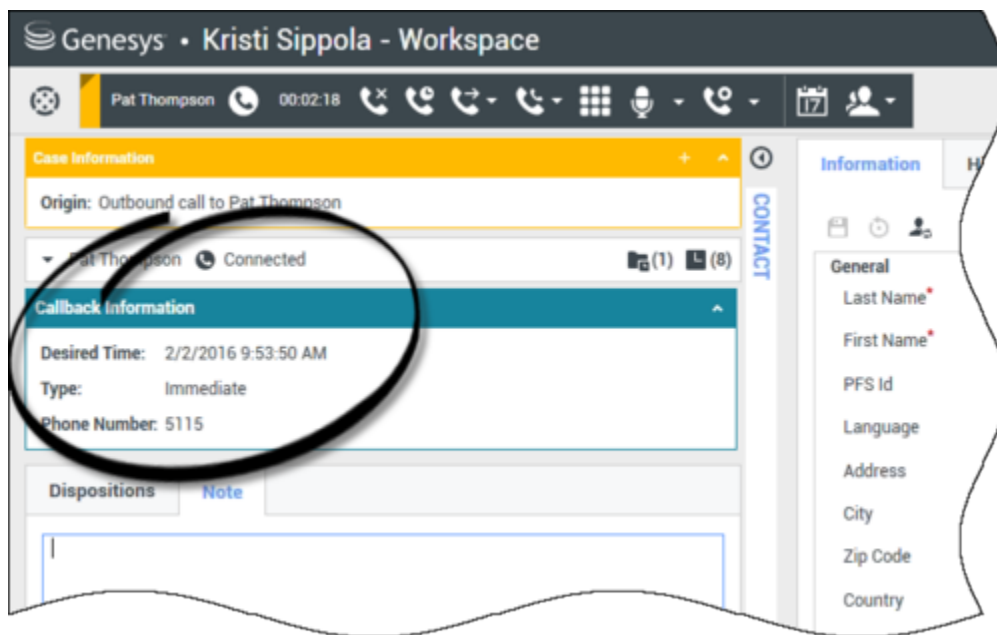 Genesys • Kristi Sippola - Workspace
Pat Thompson 00:02:18
17
Case Information
Origin: Outbound call to Pat Thompson
Pat Thompson Connected (1) (8)
Callback Information
Desired Time: 2/2/2016 9:53:50 AM
Type: Immediate
Phone Number: 5115
Dispositions Note
CONTACT
Information
General
Last Name*
First Name*
PFS Id
Language
Address
City
Zip Code
Country